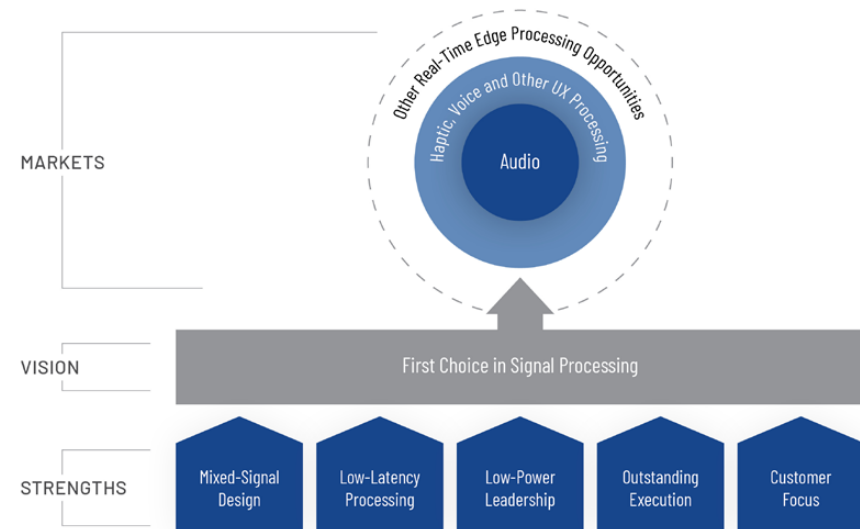 Other Real-Time Edge Processing Opportunities
Haptic, Voice and Other UX Processing
Audio
MARKETS
VISION
First Choice in Signal Processing
STRENGTHS
Mixed-Signal
Design
Low-Latency
Processing
Low-Power
Leadership
Outstanding
Execution
Customer
Focus